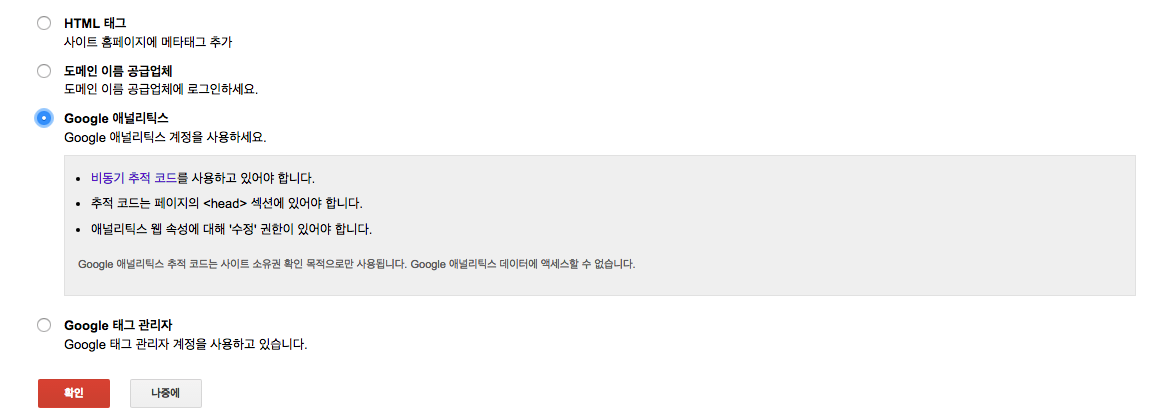 HTML 태그
사이트 홈페이지에 메타태그 추가
도메인 이름 공급업체
도메인 이름 공급업체에 로그인하세요.
Google 애널리틱스
Google 애널리틱스 계정을 사용하세요.
• 비동기 추적 코드를 사용하고 있어야 합니다.
• 추적 코드는 페이지의 <head> 섹션에 있어야 합니다.
• 애널리틱스 웹 속성에 대해 '수정' 권한이 있어야 합니다.
Google 애널리틱스 추적 코드는 사이트 소유권 확인 목적으로만 사용됩니다. Google 애널리틱스 데이터에 액세스할 수 없습니다.
Google 태그 관리자
Google 태그 관리자 계정을 사용하고 있습니다.
확인
나중에